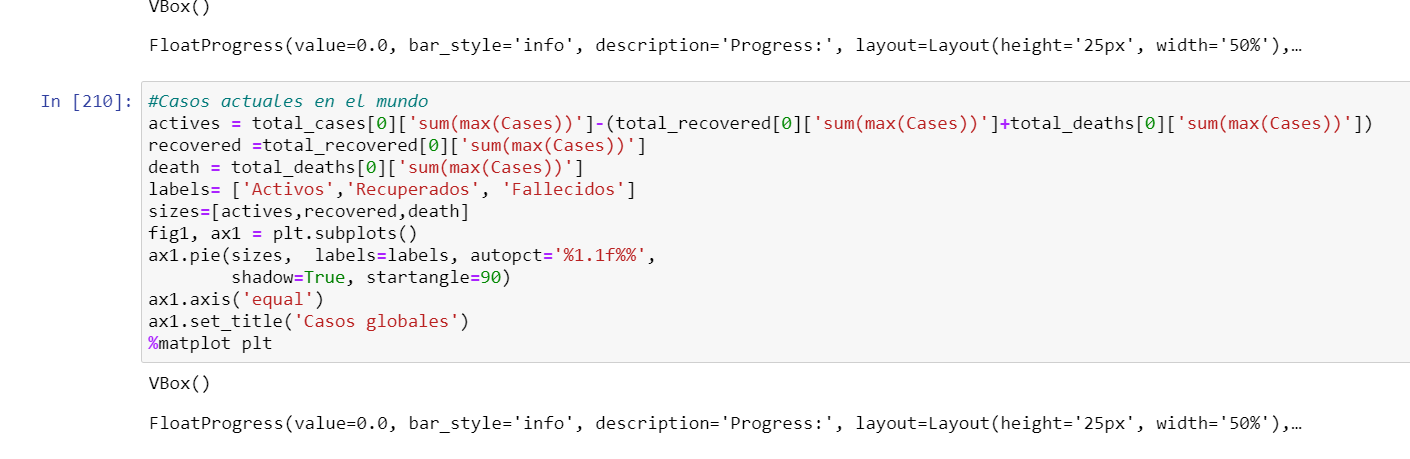 VBox()
FloatProgress(value=0.0, bar_style='info', description='Progress:', layout=Layout(height='25px', width='50%'),…
In [210]: #Casos actuales en el mundo
actives = total_cases[0]['sum(max(Cases))']-(total_recovered[0]['sum(max(Cases))']+total_deaths[0]['sum(max(Cases))'])
recovered =total_recovered[0]['sum(max(Cases))']
death = total_deaths[0]['sum(max(Cases))']
labels= ['Activos','Recuperados', 'Fallecidos']
sizes=[actives,recovered,death]
fig1, ax1 = plt.subplots()
ax1.pie(sizes,  labels=labels, autopct='%1.1f%%',
        shadow=True, startangle=90)
ax1.axis('equal')
ax1.set_title('Casos globales')
%matplot plt
VBox()
FloatProgress(value=0.0, bar_style='info', description='Progress:', layout=Layout(height='25px', width='50%'),…